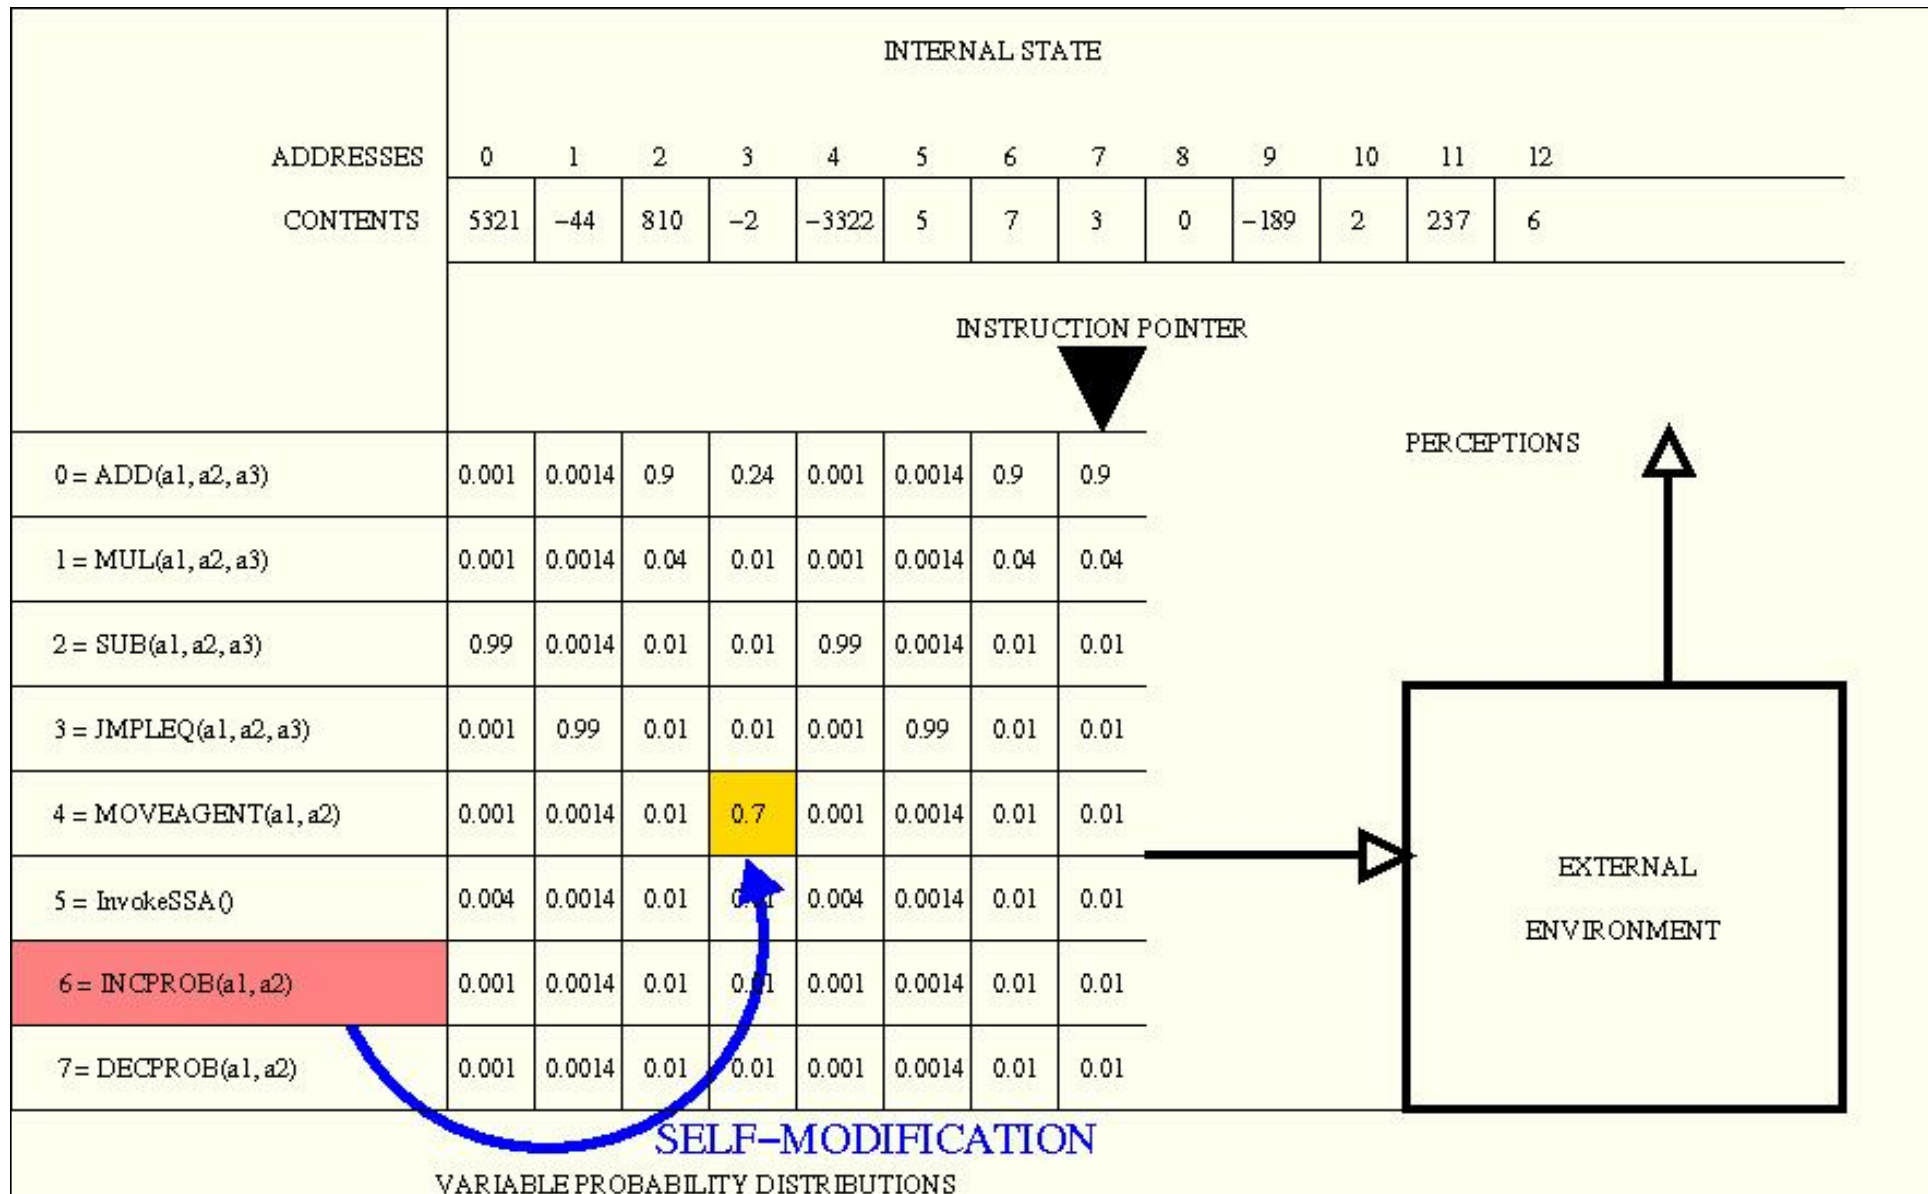 INTERNAL STATE
ADDRESSES 0 1 2 3 4 5 6 7 8 9 10 11 12
CONTENTS 5321 −44 810 −2 −3322 5 7 3 0 −189 2 237 6
INSTRUCTION POINTER
PERCEPTIONS
0 = ADD(a1, a2, a3) 0.001 0.0014 0.9 0.24 0.001 0.0014 0.9 0.9
1 = MUL(a1, a2, a3) 0.001 0.0014 0.04 0.01 0.001 0.0014 0.04 0.04
2 = SUB(a1, a2, a3) 0.99 0.0014 0.01 0.01 0.99 0.0014 0.01 0.01
3 = JMPLEQ(a1, a2, a3) 0.001 0.99 0.01 0.01 0.001 0.99 0.01 0.01
4 = MOVEAGENT(a1, a2) 0.001 0.0014 0.01 0.7 0.001 0.0014 0.01 0.01
5 = InvokeSSA() 0.004 0.0014 0.01 0.01 0.004 0.0014 0.01 0.01
6 = INCPROB(a1, a2) 0.001 0.0014 0.01 0.01 0.001 0.0014 0.01 0.01
7 = DECPROB(a1, a2) 0.001 0.0014 0.01 0.01 0.001 0.0014 0.01 0.01
EXTERNAL
ENVIRONMENT
SELF−MODIFICATION
VARIABLE PROBABILITY DISTRIBUTIONS